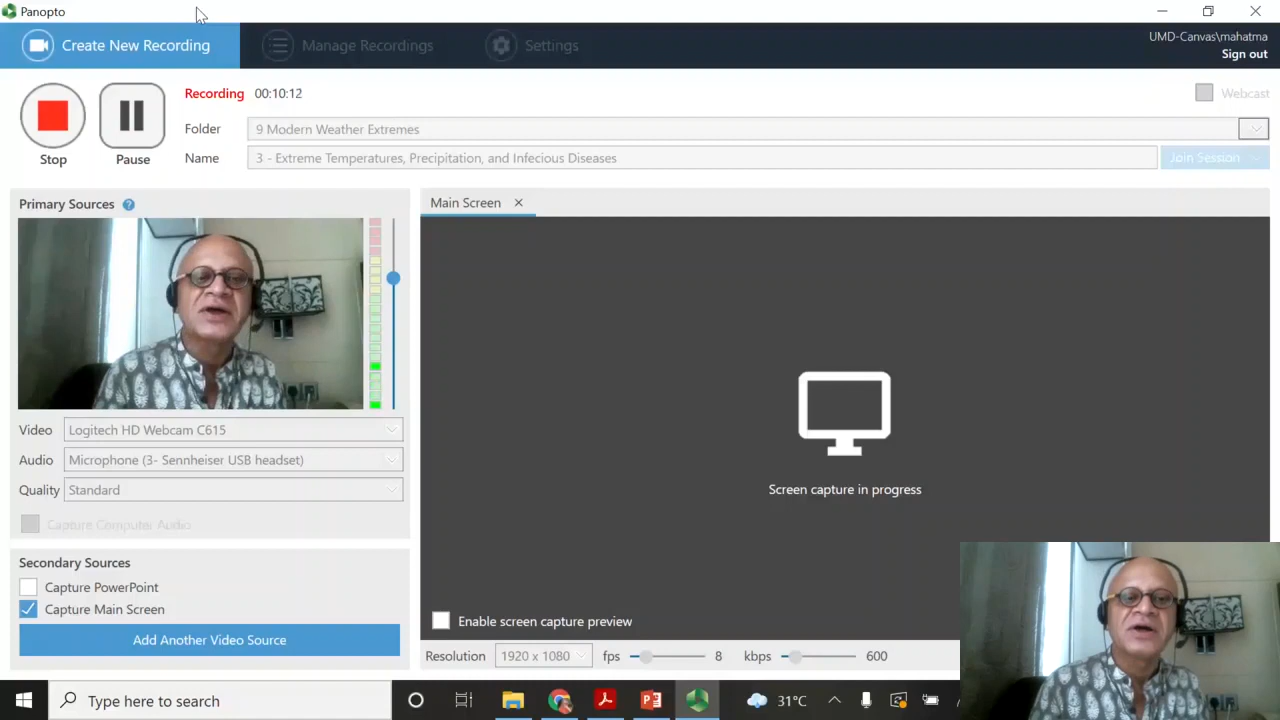 Panopto
Create New Recording
Manage Recordings
Settings
UMD-Canvas\mahatma
Sign out
Recording 00:10:12
Webcast
Folder 9 Modern Weather Extremes
Stop
Pause
Name 3 - Extreme Temperatures, Precipitation, and Infecious Diseases
Join Session
Primary Sources ?
Main Screen
Video Logitech HD Webcam C615
Audio Microphone (3- Sennheiser USB headset)
Quality Standard
Capture Computer Audio
Screen capture in progress
Secondary Sources
Capture PowerPoint
Capture Main Screen
Add Another Video Source
Enable screen capture preview
Resolution 1920 x 1080 fps 8 kbps 600
Type here to search
31°C